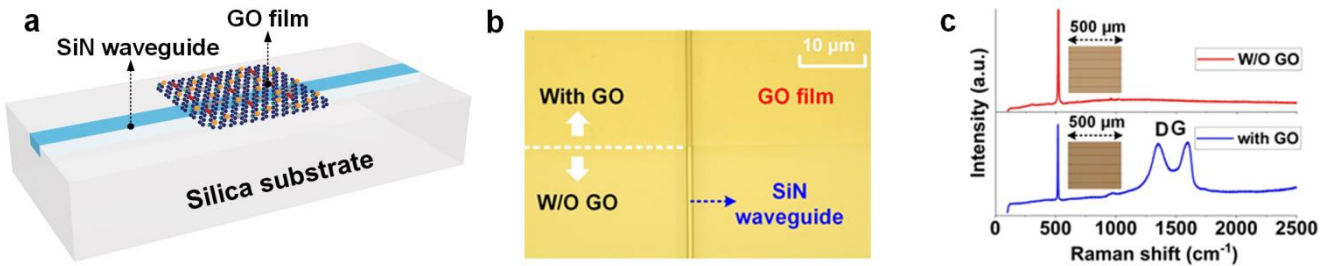 a
GO film
SiN waveguide
Silica substrate
b
10 μm
With GO
GO film
W/O GO
SiN
waveguide
c
Intensity (a.u.)
500 μm
W/O GO
500 μm
D G
with GO
0 500 1000 1500 2000 2500
Raman shift (cm⁻¹)